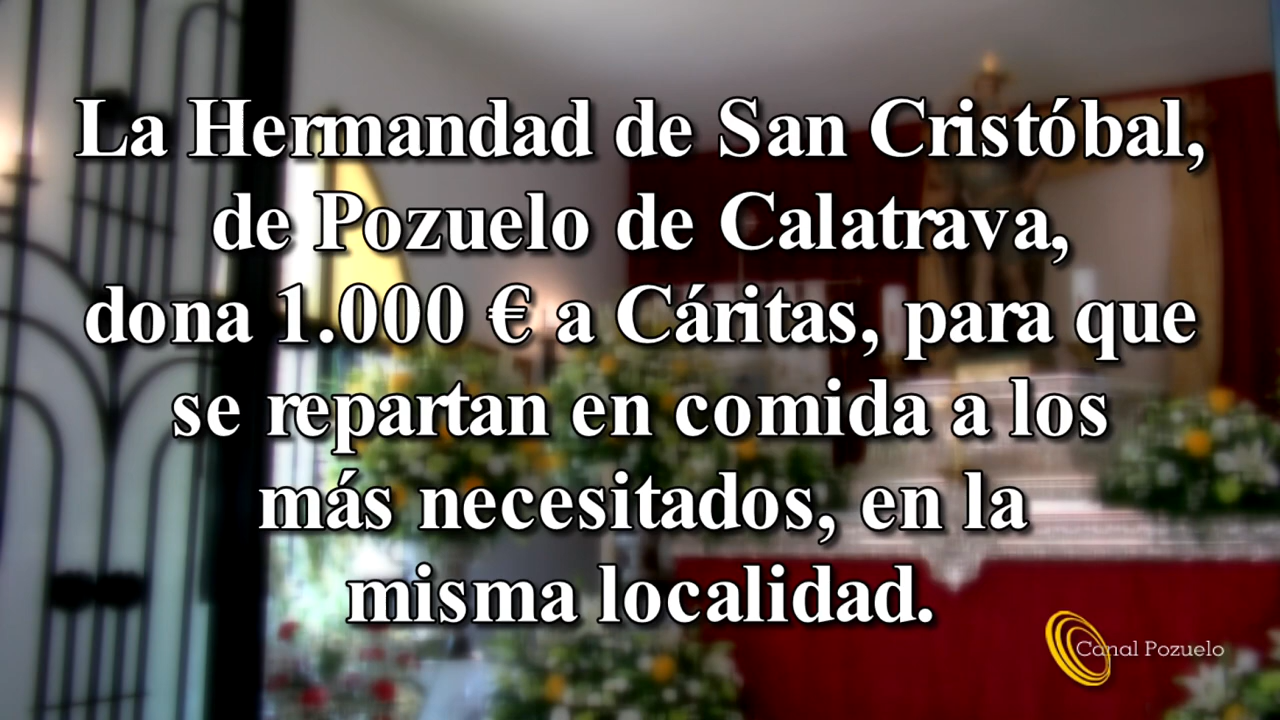 La Hermandad de San Cristóbal,
de Pozuelo de Calatrava,
dona 1.000 € a Cáritas, para que
se repartan en comida a los
más necesitados, en la
misma localidad.
Canal Pozuelo